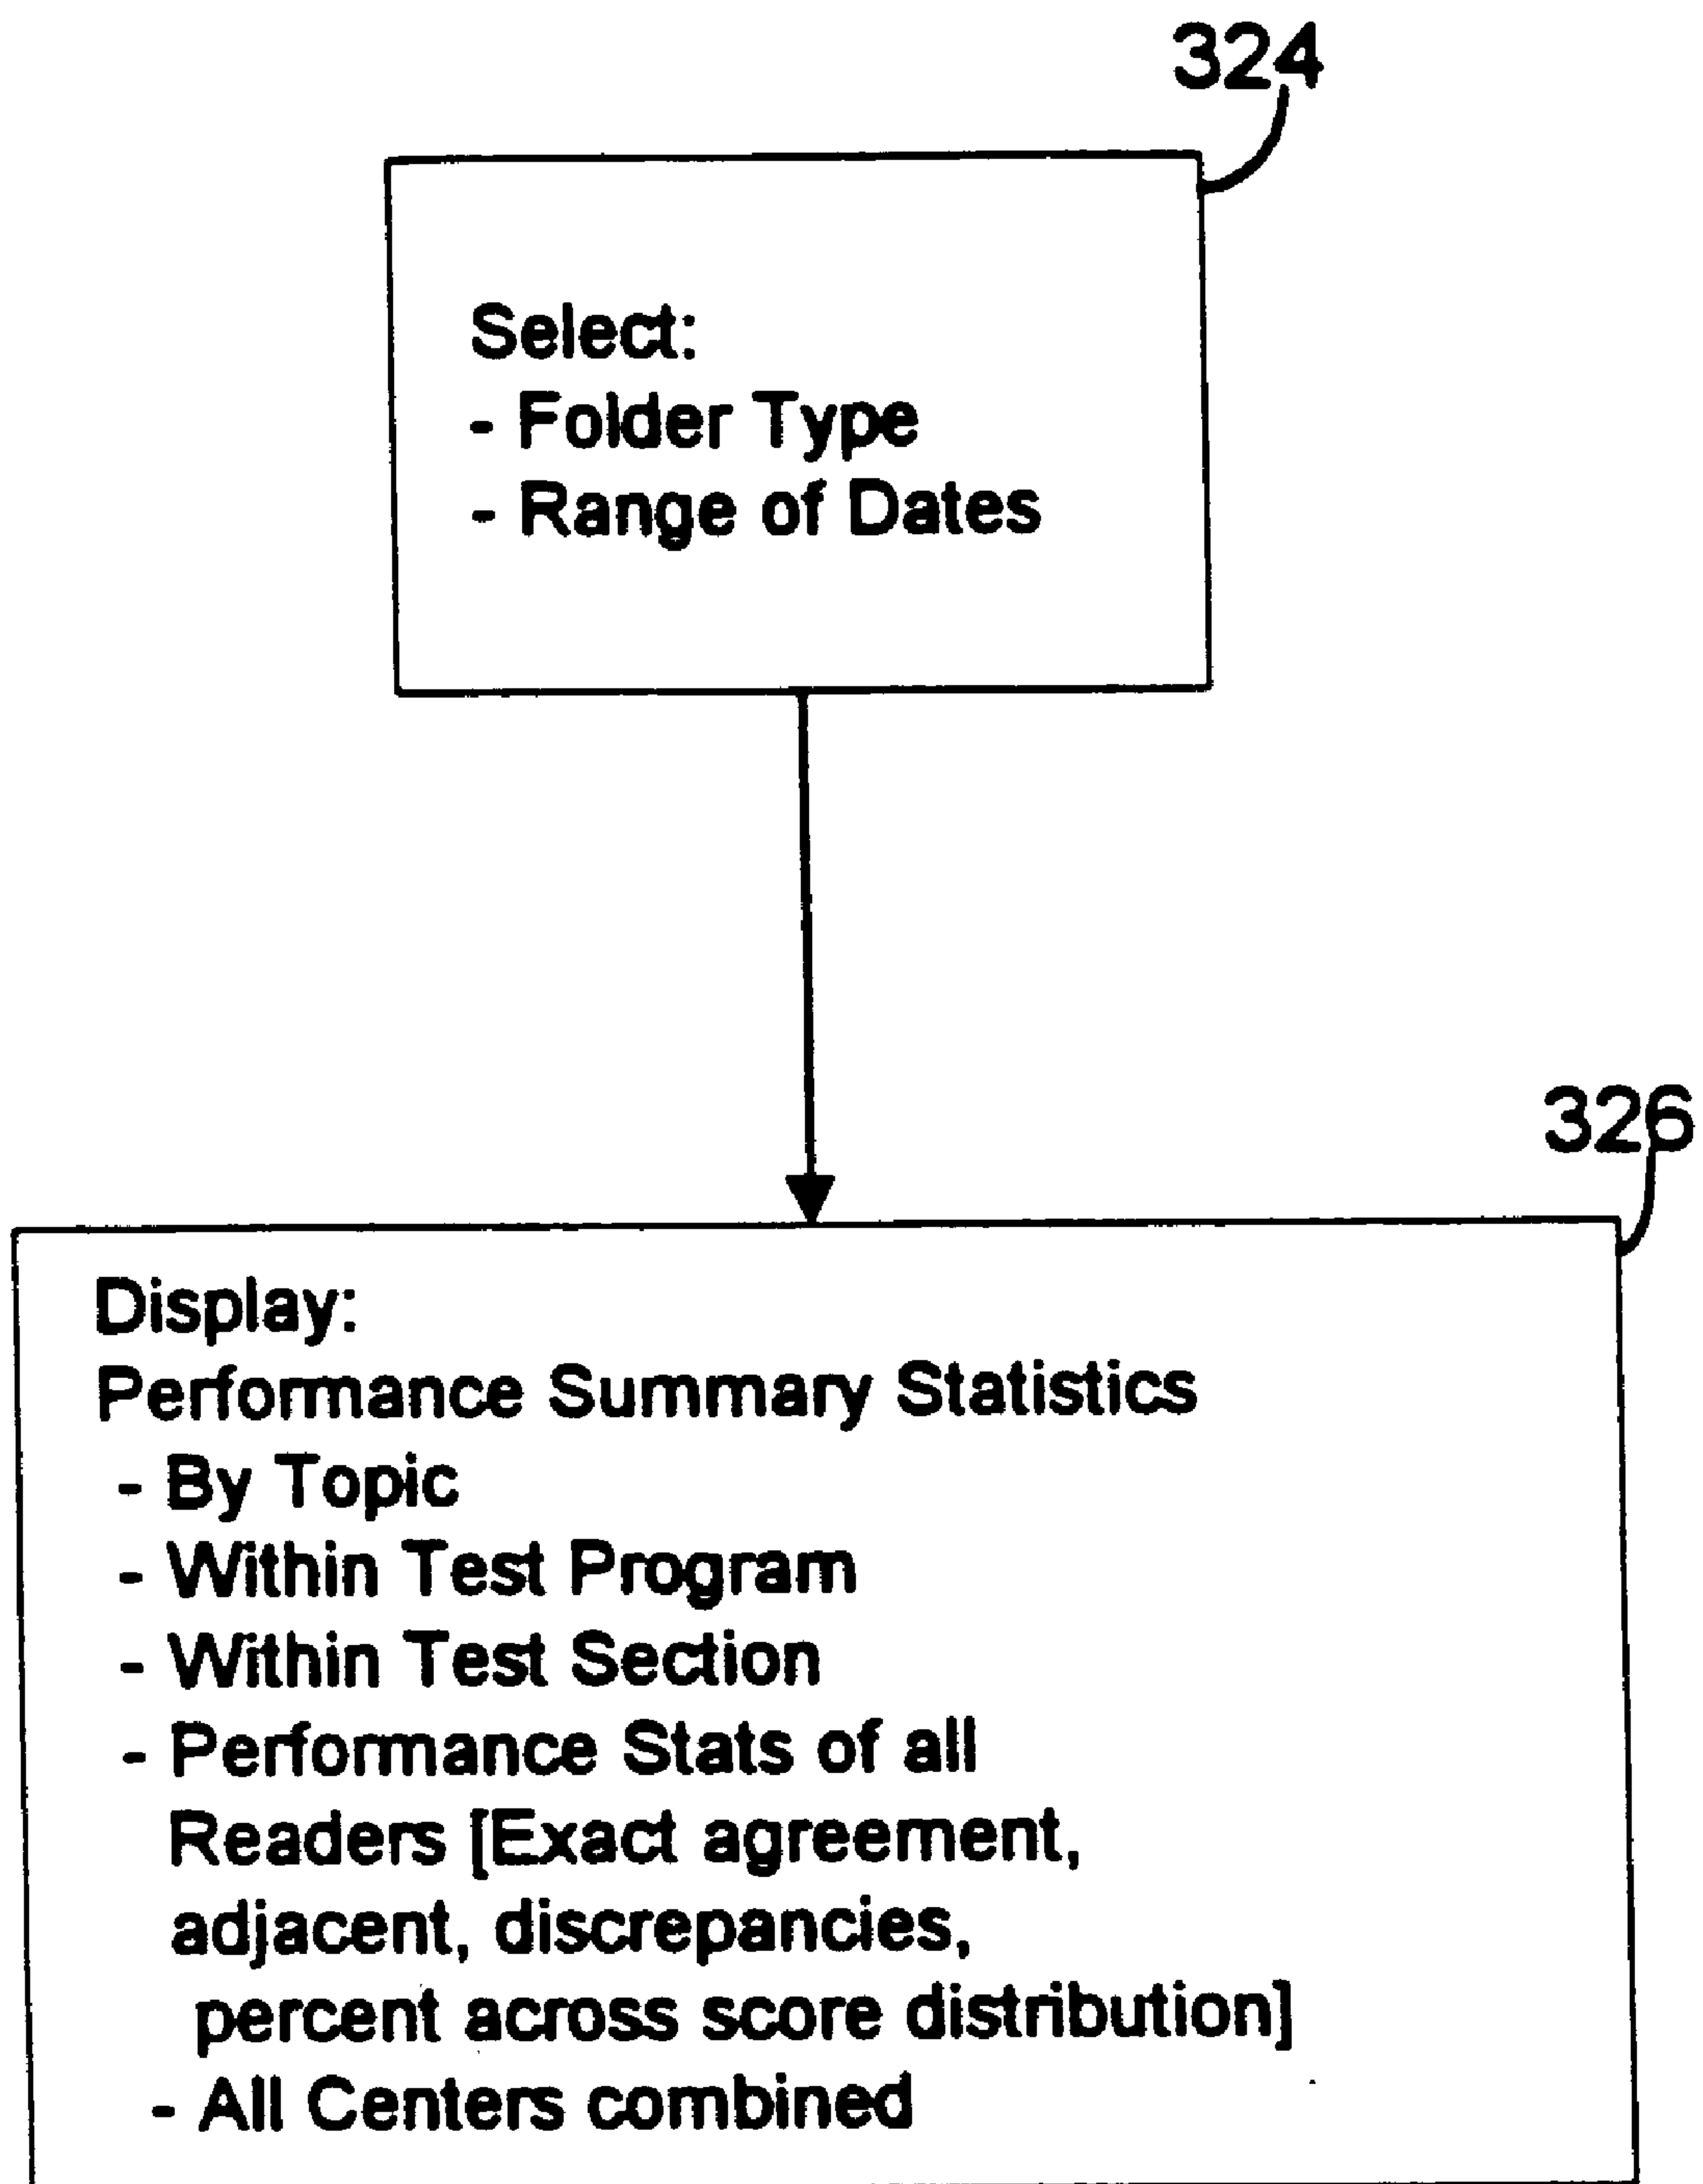 324
Select:
- Folder Type
- Range of Dates
326
Display:
Performance Summary Statistics
- By Topic
- Within Test Program
- Within Test Section
- Performance Stats of all
Readers [Exact agreement,
adjacent, discrepancies,
percent across score distribution]
- All Centers combined